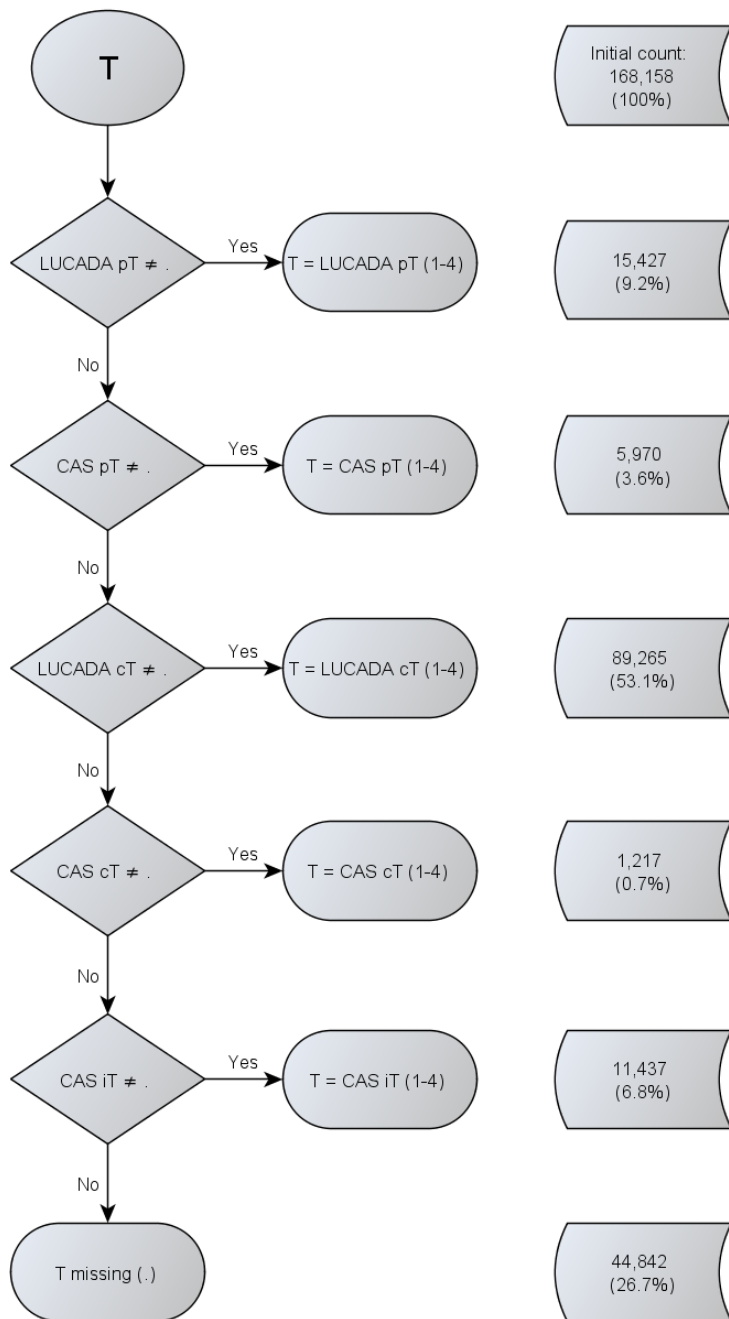 T
Initial count:
168,158
(100%)
LUCADA pT ≠ .
Yes
T = LUCADA pT (1-4)
15,427
(9.2%)
No
CAS pT ≠ .
Yes
T = CAS pT (1-4)
5,970
(3.6%)
No
LUCADA cT ≠ .
Yes
T = LUCADA cT (1-4)
89,265
(53.1%)
No
CAS cT ≠ .
Yes
T = CAS cT (1-4)
1,217
(0.7%)
No
CAS iT ≠ .
Yes
T = CAS iT (1-4)
11,437
(6.8%)
No
T missing (.)
44,842
(26.7%)